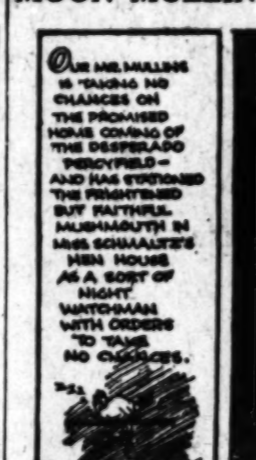 MOON MULLINS
OUR MR. MULLINS
IS TAKING NO
CHANCES ON
THE PROMISED
HOME COMING OF
THE DESPERADO
PERCYFIELD —
AND HAS STATIONED
THE FRIGHTENED
BUT FAITHFUL
MUSHMOUTH IN
MISS SCHMALTZ'S
HEN HOUSE
AS A SORT OF
NIGHT
WATCHMAN
WITH ORDERS
TO TAKE
NO CHANCES.